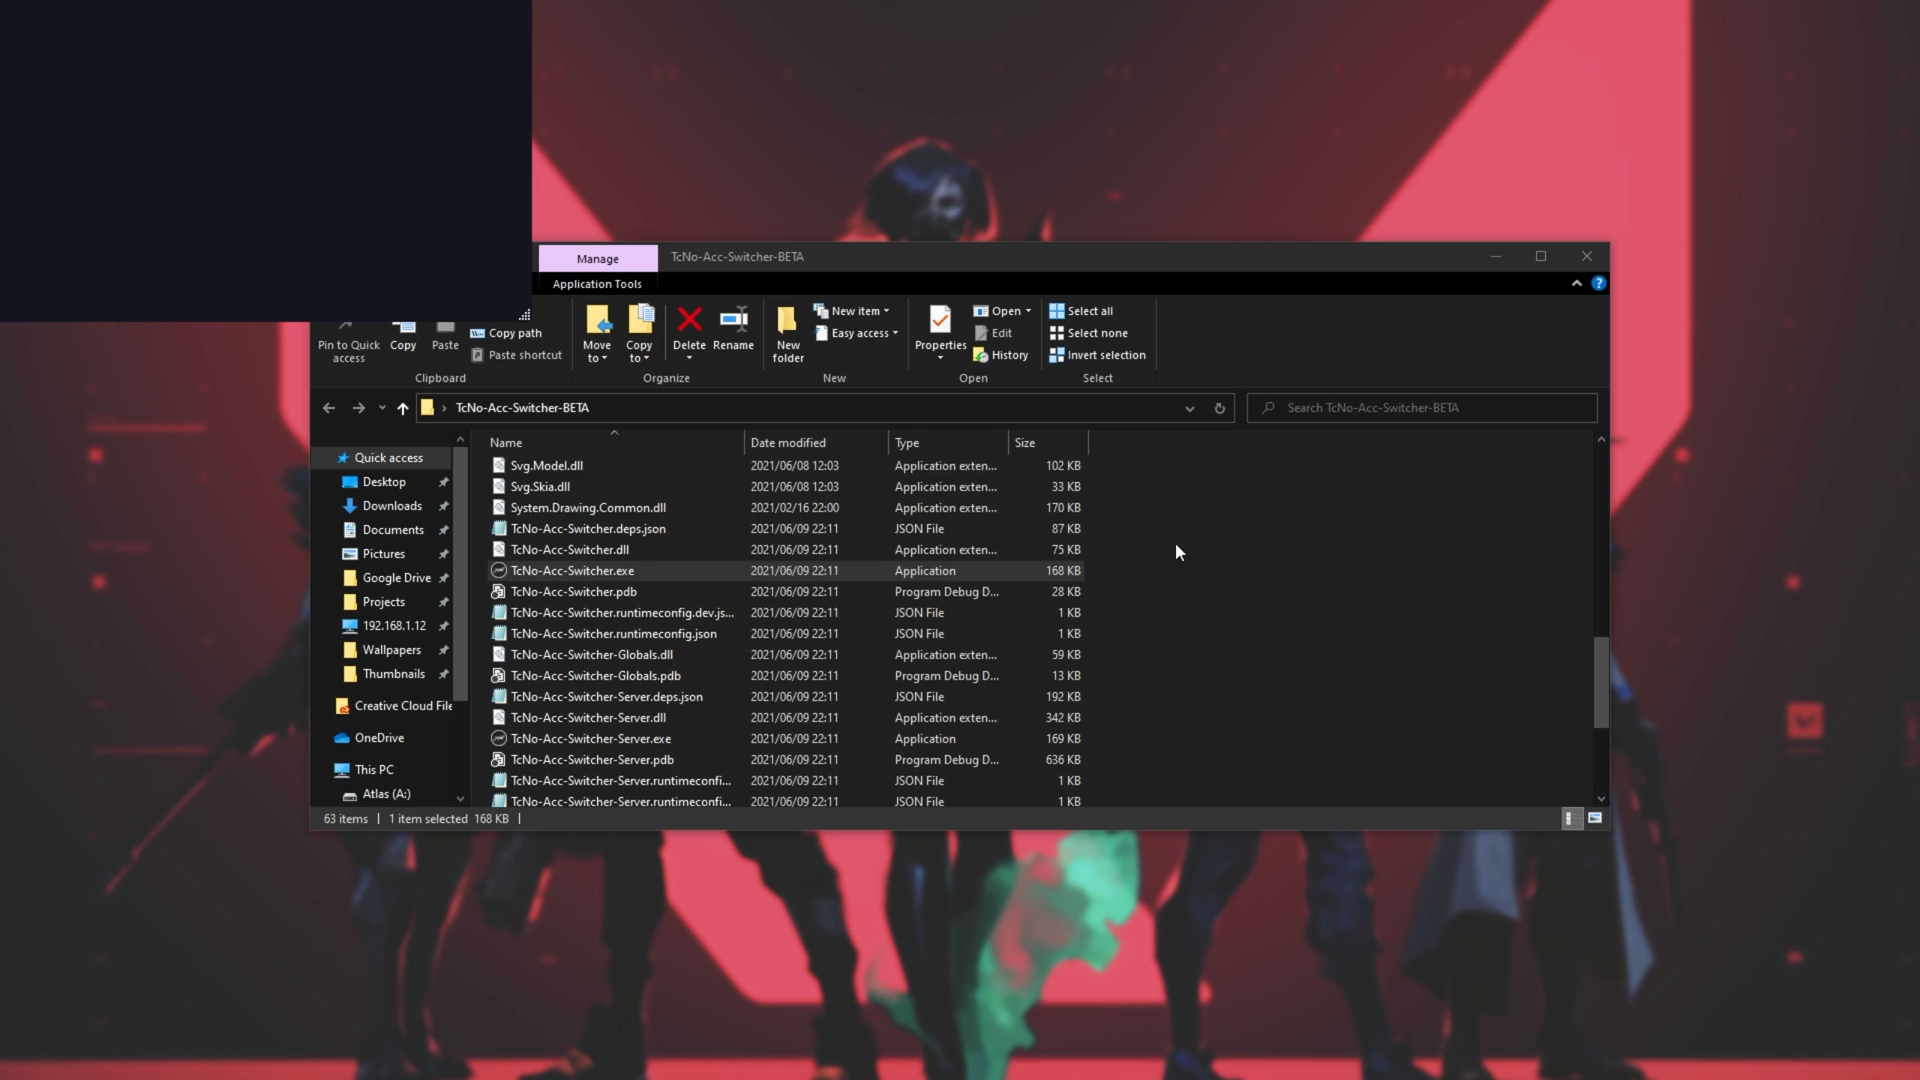 Manage
TcNo-Acc-Switcher-BETA
Application Tools
Pin to Quick access
Copy
Paste
Copy path
Paste shortcut
Move to
Copy to
Delete
Rename
New folder
New item
Easy access
Properties
Open
Edit
History
Select all
Select none
Invert selection
Clipboard
Organize
New
Open
Select
TcNo-Acc-Switcher-BETA
Search TcNo-Acc-Switcher-BETA
Quick access
Desktop
Downloads
Documents
Pictures
Google Drive
Projects
192.168.1.12
Wallpapers
Thumbnails
Creative Cloud File
OneDrive
This PC
Atlas (A:)
Name Date modified Type Size
Svg.Model.dll 2021/06/08 12:03 Application exten... 102 KB
Svg.Skia.dll 2021/06/08 12:03 Application exten... 33 KB
System.Drawing.Common.dll 2021/02/16 22:00 Application exten... 170 KB
TcNo-Acc-Switcher.deps.json 2021/06/09 22:11 JSON File 87 KB
TcNo-Acc-Switcher.dll 2021/06/09 22:11 Application exten... 75 KB
TcNo-Acc-Switcher.exe 2021/06/09 22:11 Application 168 KB
TcNo-Acc-Switcher.pdb 2021/06/09 22:11 Program Debug D... 28 KB
TcNo-Acc-Switcher.runtimeconfig.dev.js... 2021/06/09 22:11 JSON File 1 KB
TcNo-Acc-Switcher.runtimeconfig.json 2021/06/09 22:11 JSON File 1 KB
TcNo-Acc-Switcher-Globals.dll 2021/06/09 22:11 Application exten... 59 KB
TcNo-Acc-Switcher-Globals.pdb 2021/06/09 22:11 Program Debug D... 13 KB
TcNo-Acc-Switcher-Server.deps.json 2021/06/09 22:11 JSON File 192 KB
TcNo-Acc-Switcher-Server.dll 2021/06/09 22:11 Application exten... 342 KB
TcNo-Acc-Switcher-Server.exe 2021/06/09 22:11 Application 169 KB
TcNo-Acc-Switcher-Server.pdb 2021/06/09 22:11 Program Debug D... 636 KB
TcNo-Acc-Switcher-Server.runtimeconfi... 2021/06/09 22:11 JSON File 1 KB
TcNo-Acc-Switcher-Server.runtimeconfi... 2021/06/09 22:11 JSON File 1 KB
63 items | 1 item selected 168 KB |